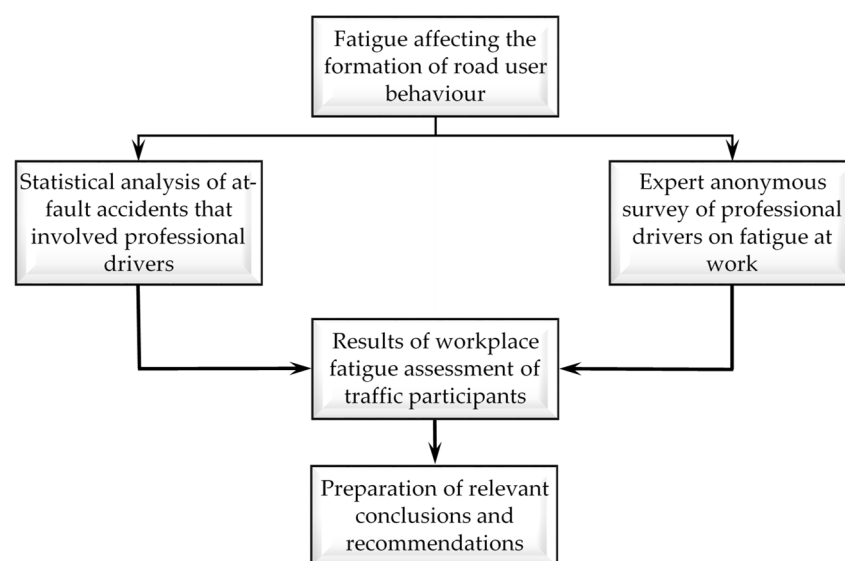 Fatigue affecting the
formation of road user
behaviour
Statistical analysis of at-
fault accidents that
involved professional
drivers
Expert anonymous
survey of professional
drivers on fatigue at
work
Results of workplace
fatigue assessment of
traffic participants
Preparation of relevant
conclusions and
recommendations